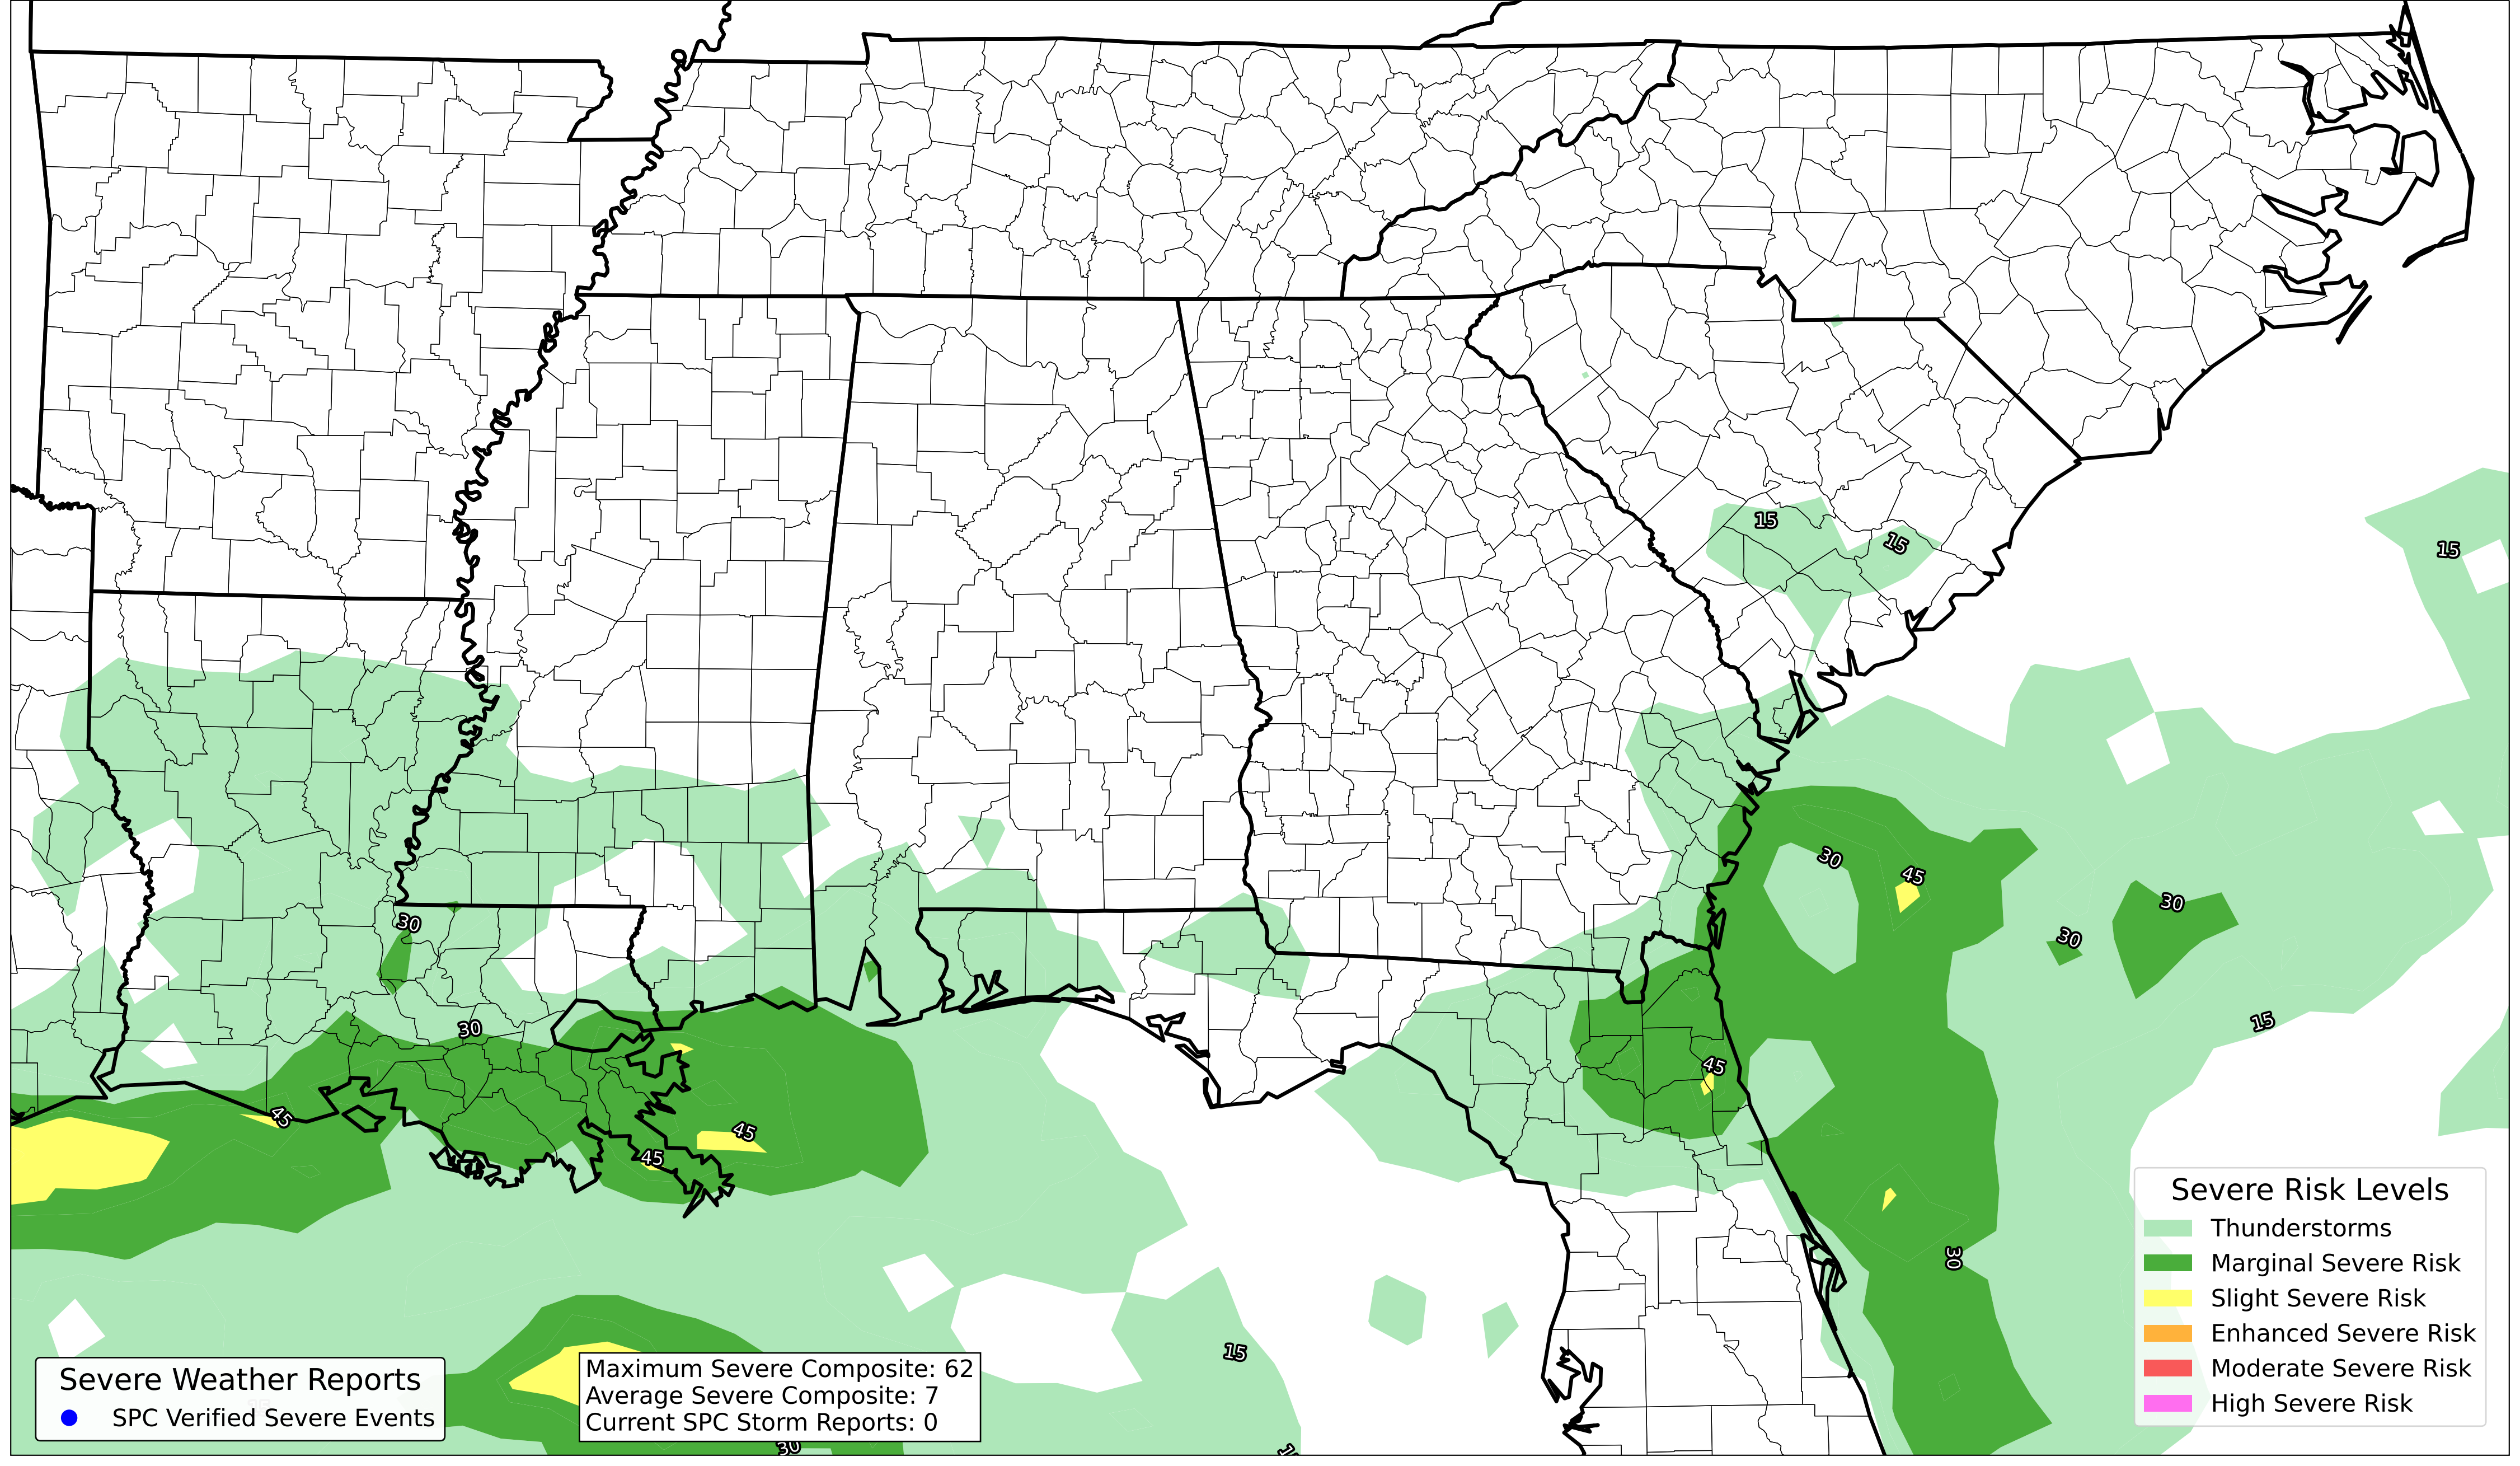 15
15
15
30
45
30
30
30
30
15
45
45
45
45
30
15
30
Severe Risk Levels
Thunderstorms
Marginal Severe Risk
Slight Severe Risk
Enhanced Severe Risk
Moderate Severe Risk
High Severe Risk
Severe Weather Reports
SPC Verified Severe Events
Maximum Severe Composite: 62
Average Severe Composite: 7
Current SPC Storm Reports: 0